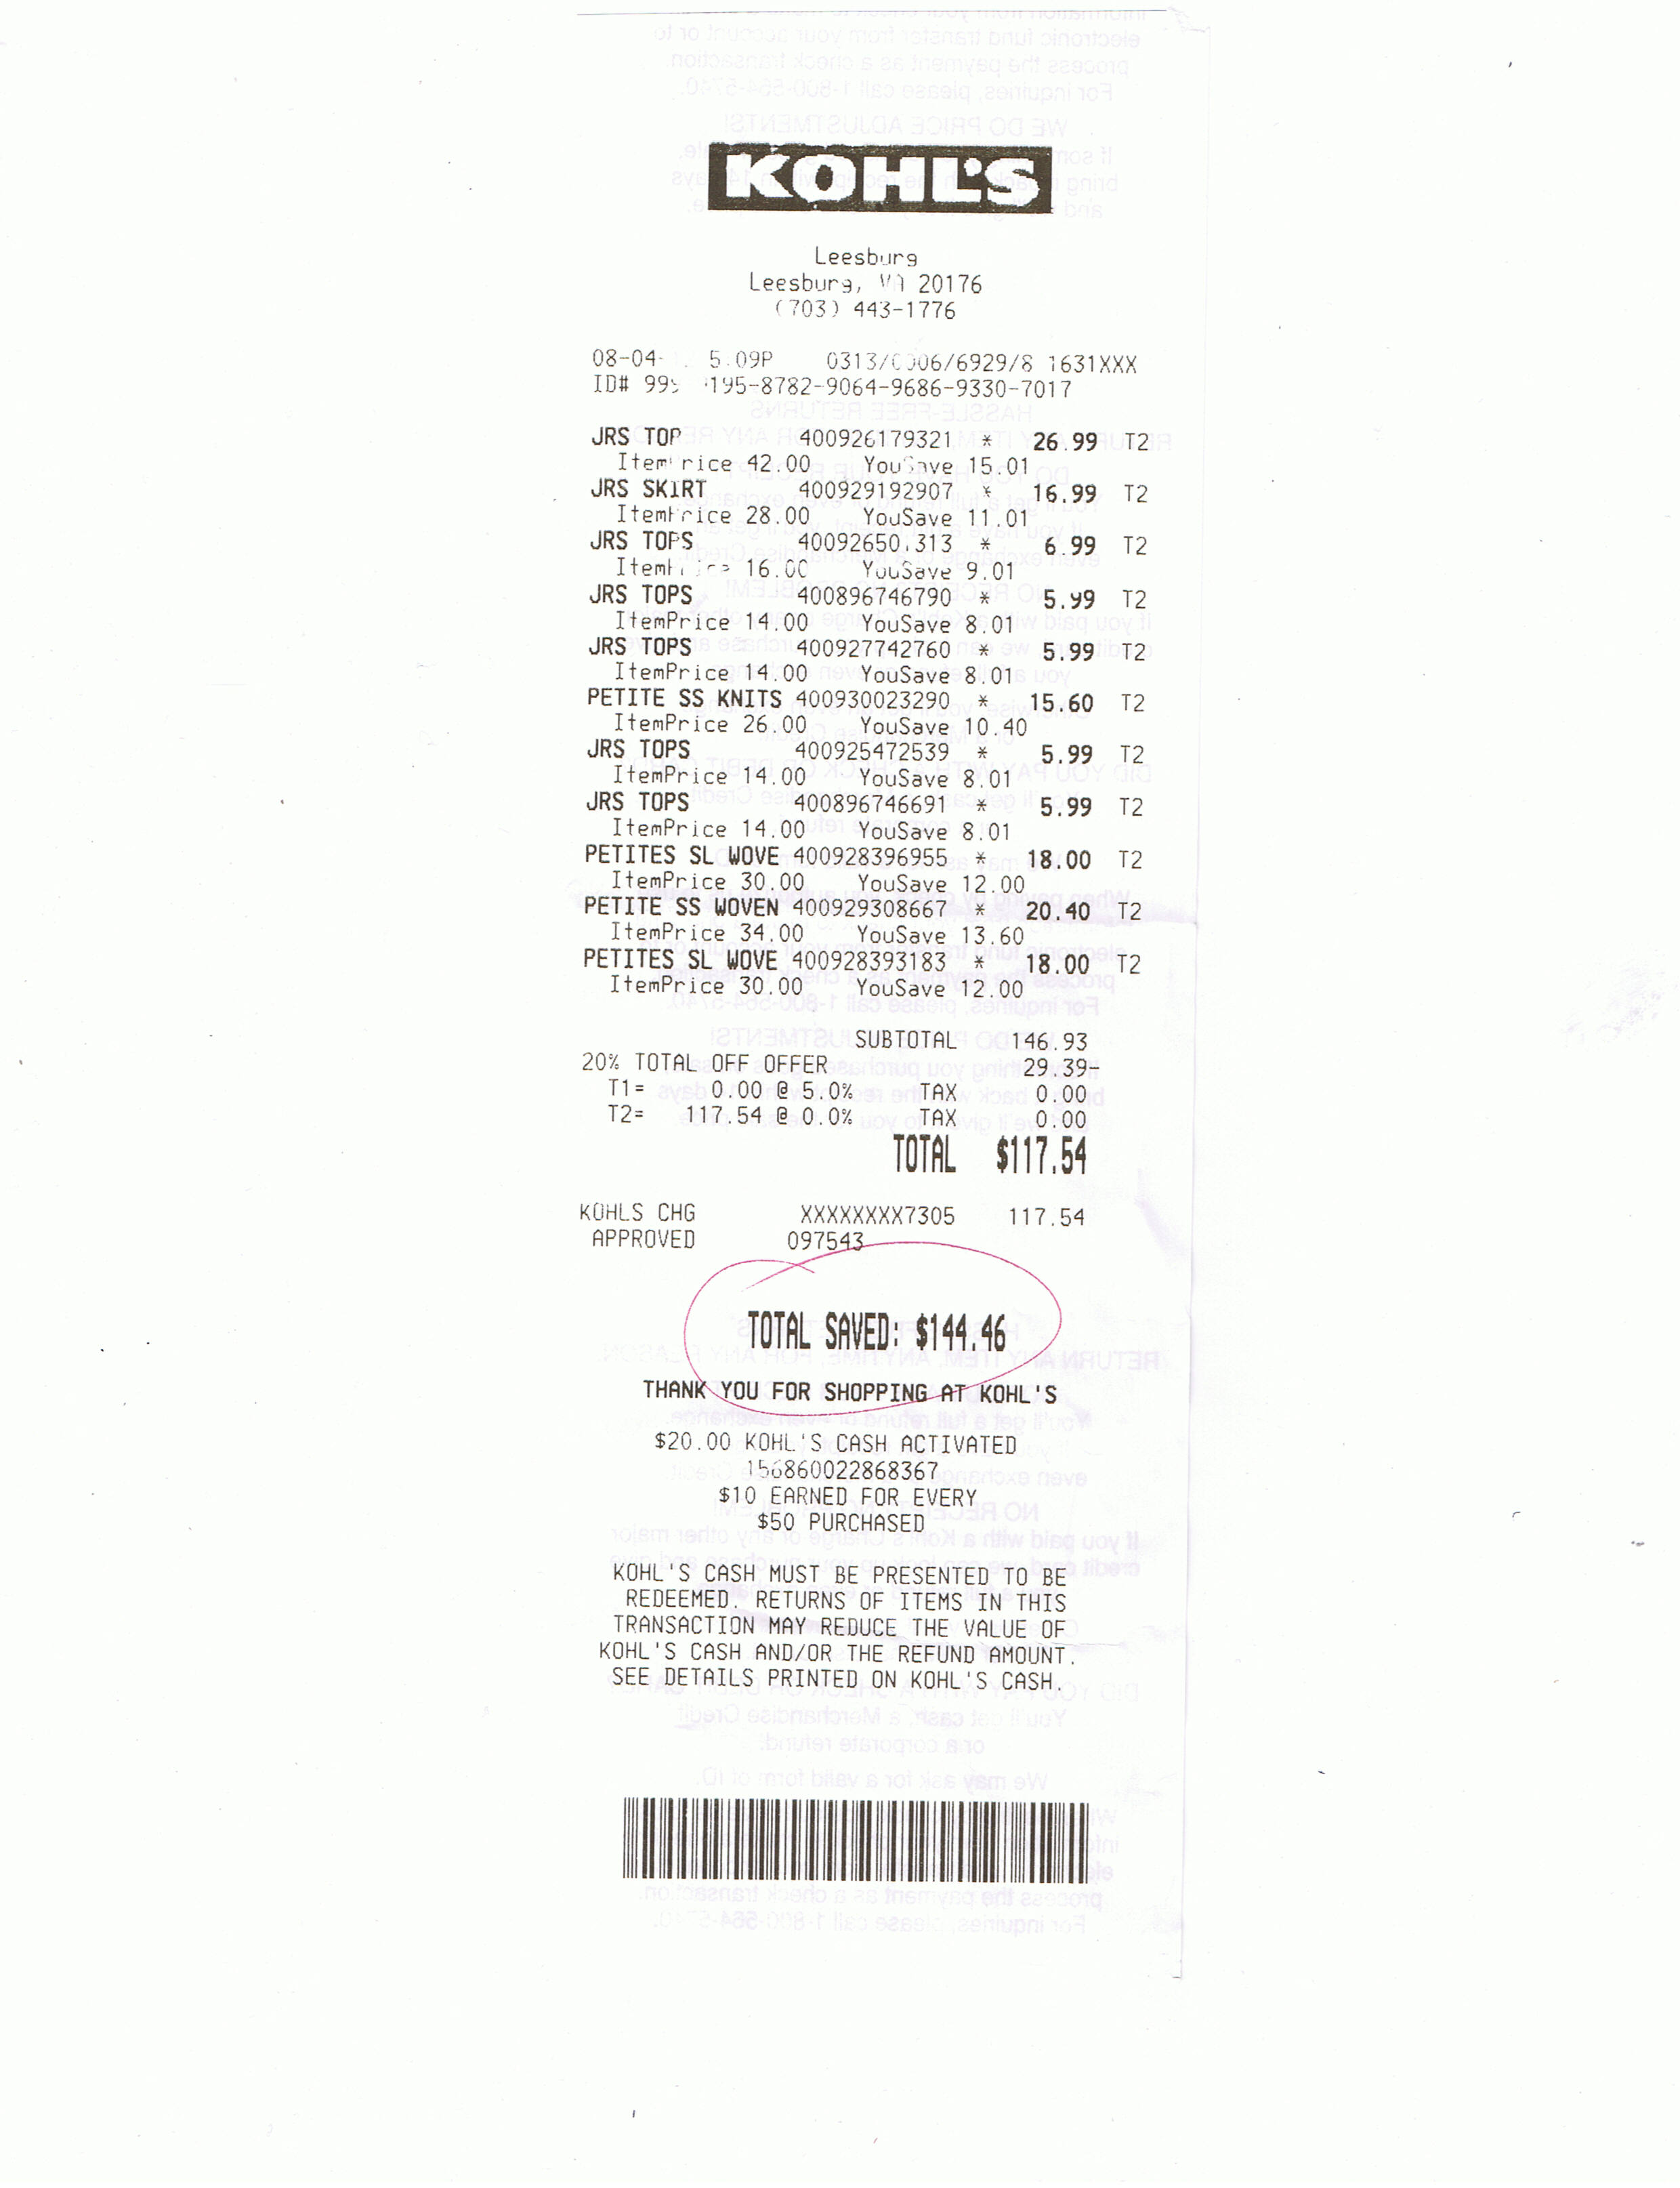 KOHL'S
Leesburg
Leesburg, VA 20176
(703) 443-1776
08-04- 5.09P 0313/ /6929/8 1631XXX
ID# 99 195-8782-9064-9686-9330-7017
JRS TOP 400926179321 * 26.99 T2
ItemPrice 42.00 YouSave 15.01
JRS SKIRT 400929192907 * 16.99 T2
ItemPrice 28.00 YouSave 11.01
JRS TOPS * 6.99 T2
ItemPrice 16.00 YouSave 9.01
JRS TOPS 400896746790 * 5.99 T2
ItemPrice 14.00 YouSave 8.01
JRS TOPS 400927742760 * 5.99 T2
ItemPrice 14.00 YouSave 8.01
PETITE SS KNITS 400930023290 * 15.60 T2
ItemPrice 26.00 YouSave 10.40
JRS TOPS 400925472539 * 5.99 T2
ItemPrice 14.00 YouSave 8.01
JRS TOPS 400896746691 * 5.99 T2
ItemPrice 14.00 YouSave 8.01
PETITES SL WOVE 400928396955 * 18.00 T2
ItemPrice 30.00 YouSave 12.00
PETITE SS WOVEN 400929308667 * 20.40 T2
ItemPrice 34.00 YouSave 13.60
PETITES SL WOVE 400928393183 * 18.00 T2
ItemPrice 30.00 YouSave 12.00
SUBTOTAL 146.93
20% TOTAL OFF OFFER 29.39-
T1= 0.00 @ 5.0% TAX 0.00
T2= 117.54 @ 0.0% TAX 0.00
TOTAL $117.54
KOHLS CHG XXXXXXXX7305 117.54
APPROVED 097543
TOTAL SAVED: $144.46
THANK YOU FOR SHOPPING AT KOHL'S
$20.00 KOHL'S CASH ACTIVATED
156860022868367
$10 EARNED FOR EVERY
$50 PURCHASED
KOHL'S CASH MUST BE PRESENTED TO BE
REDEEMED. RETURNS OF ITEMS IN THIS
TRANSACTION MAY REDUCE THE VALUE OF
KOHL'S CASH AND/OR THE REFUND AMOUNT.
SEE DETAILS PRINTED ON KOHL'S CASH.